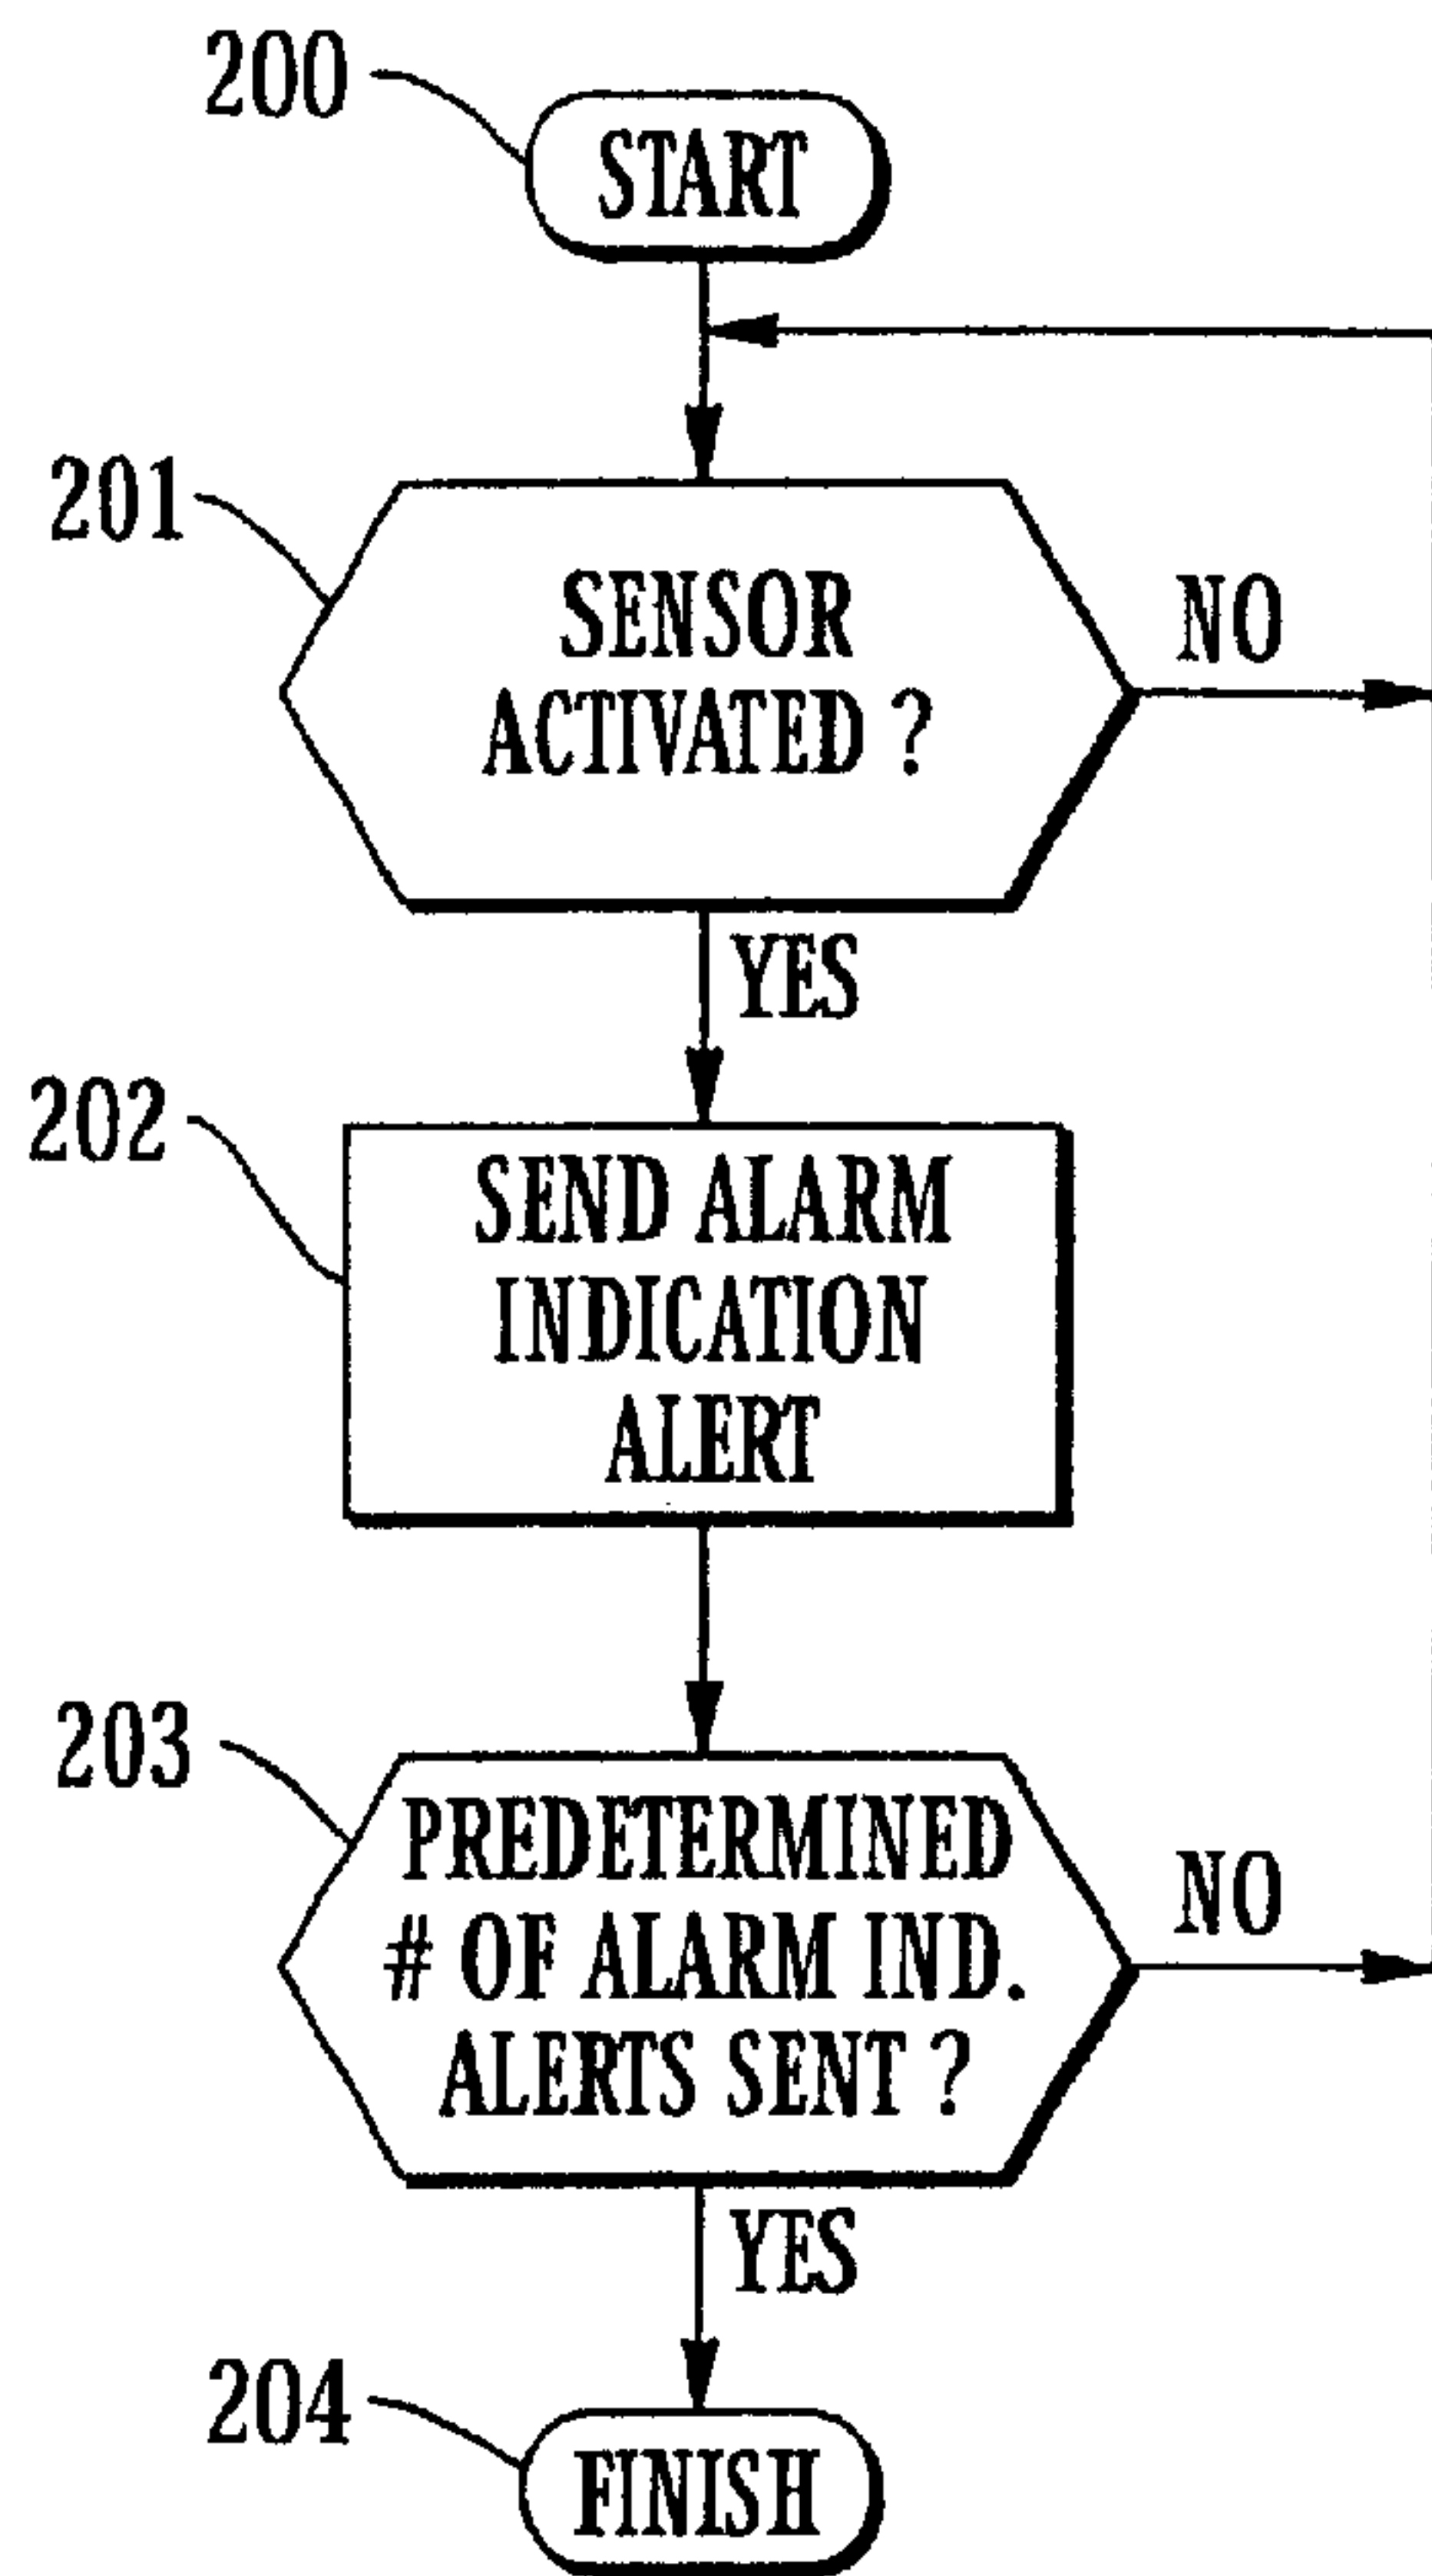 200
START
201
SENSOR
ACTIVATED ?
NO
YES
202
SEND ALARM
INDICATION
ALERT
203
PREDETERMINED
# OF ALARM IND.
ALERTS SENT ?
NO
YES
204
FINISH